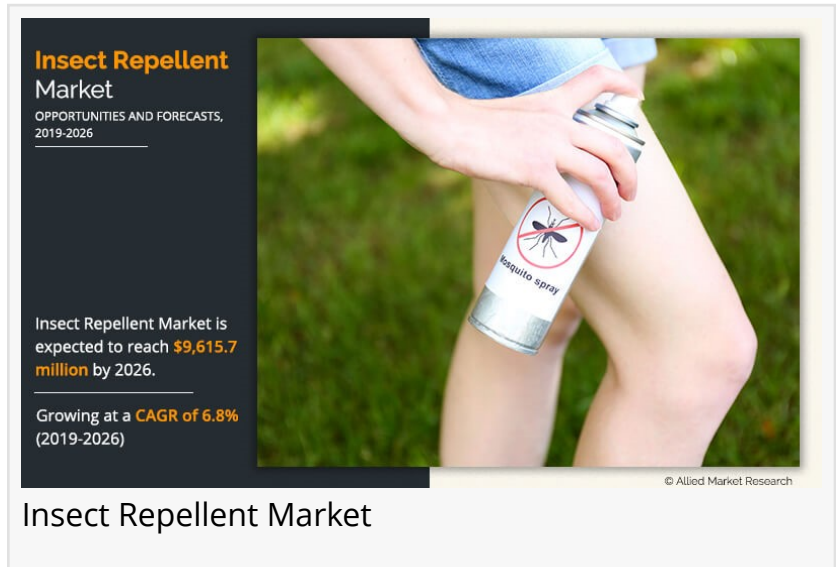 Insect Repellent
Market
OPPORTUNITIES AND FORECASTS,
2019-2026
Insect Repellent Market is
expected to reach $9,615.7
million by 2026.
Growing at a CAGR of 6.8%
(2019-2026)
Mosquito spray
© Allied Market Research
Insect Repellent Market